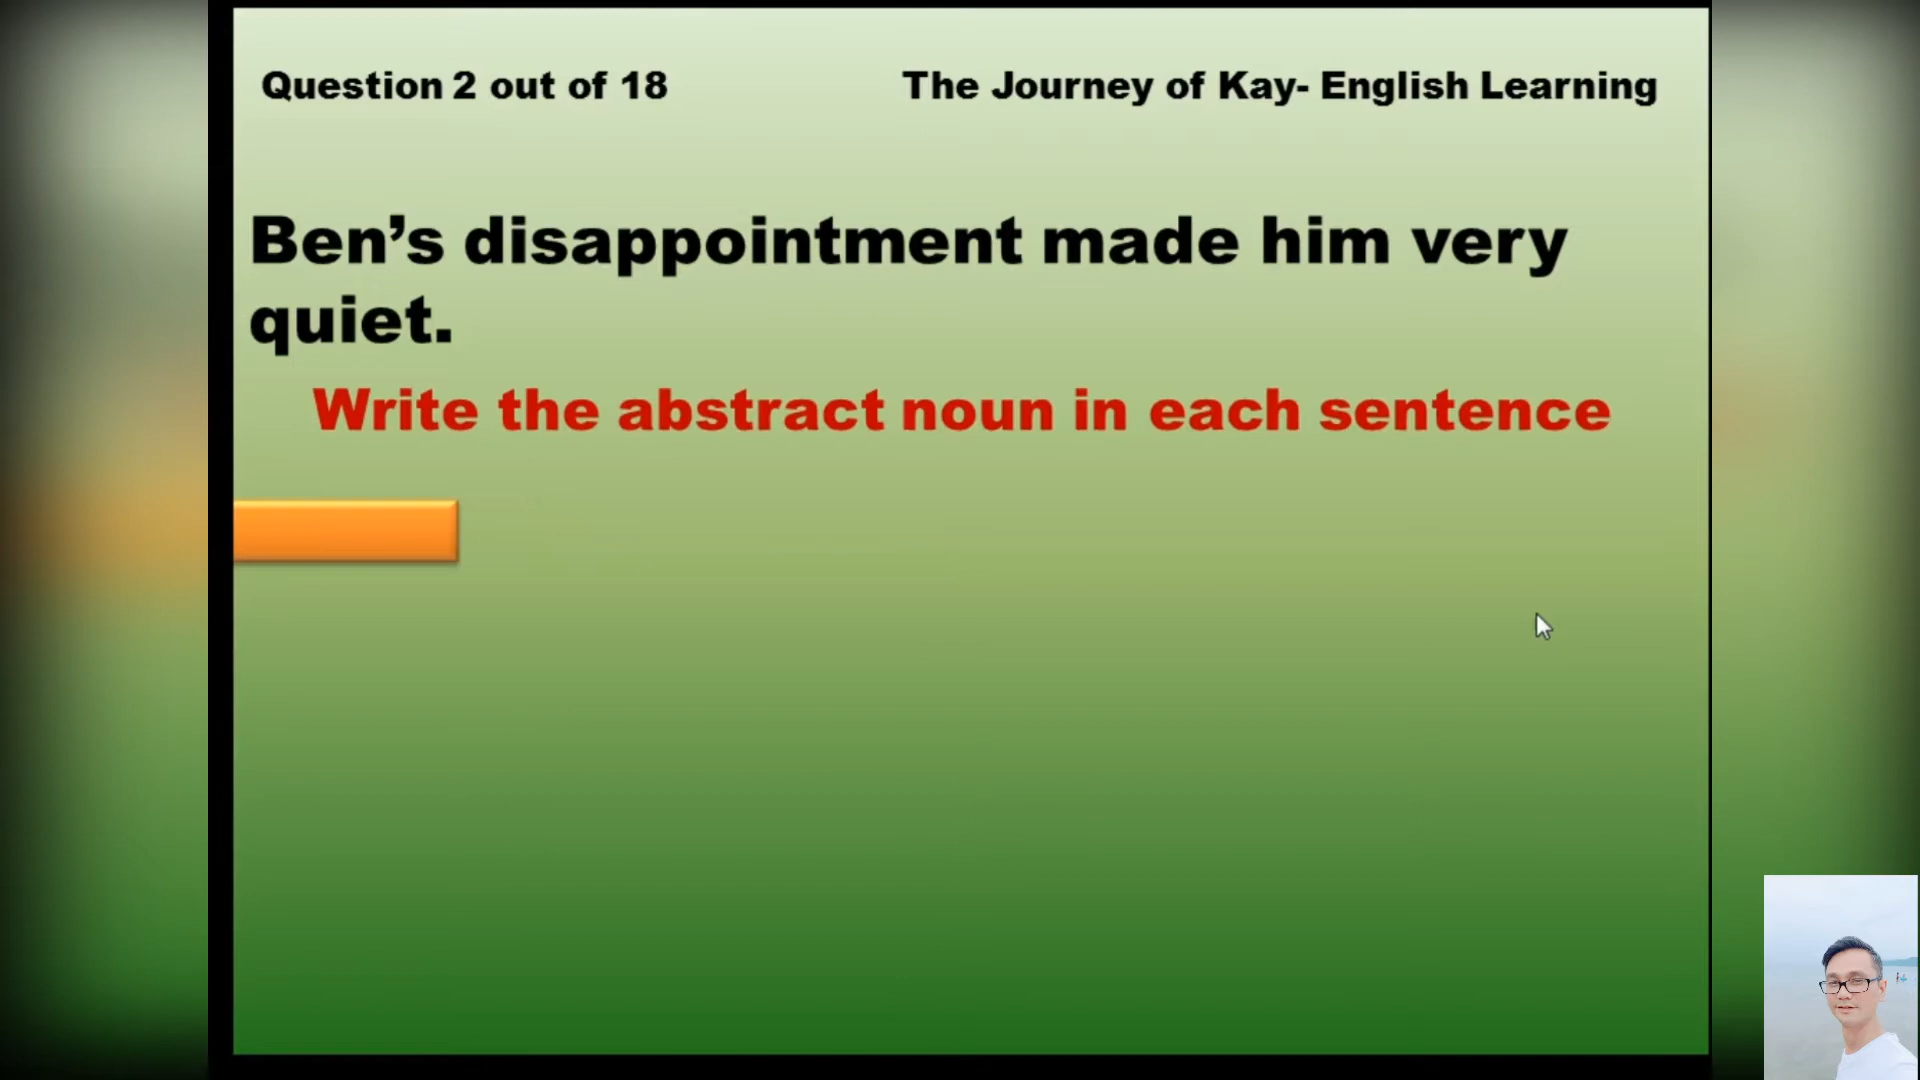 Question 2 out of 18
The Journey of Kay- English Learning
Ben’s disappointment made him very
quiet.
Write the abstract noun in each sentence